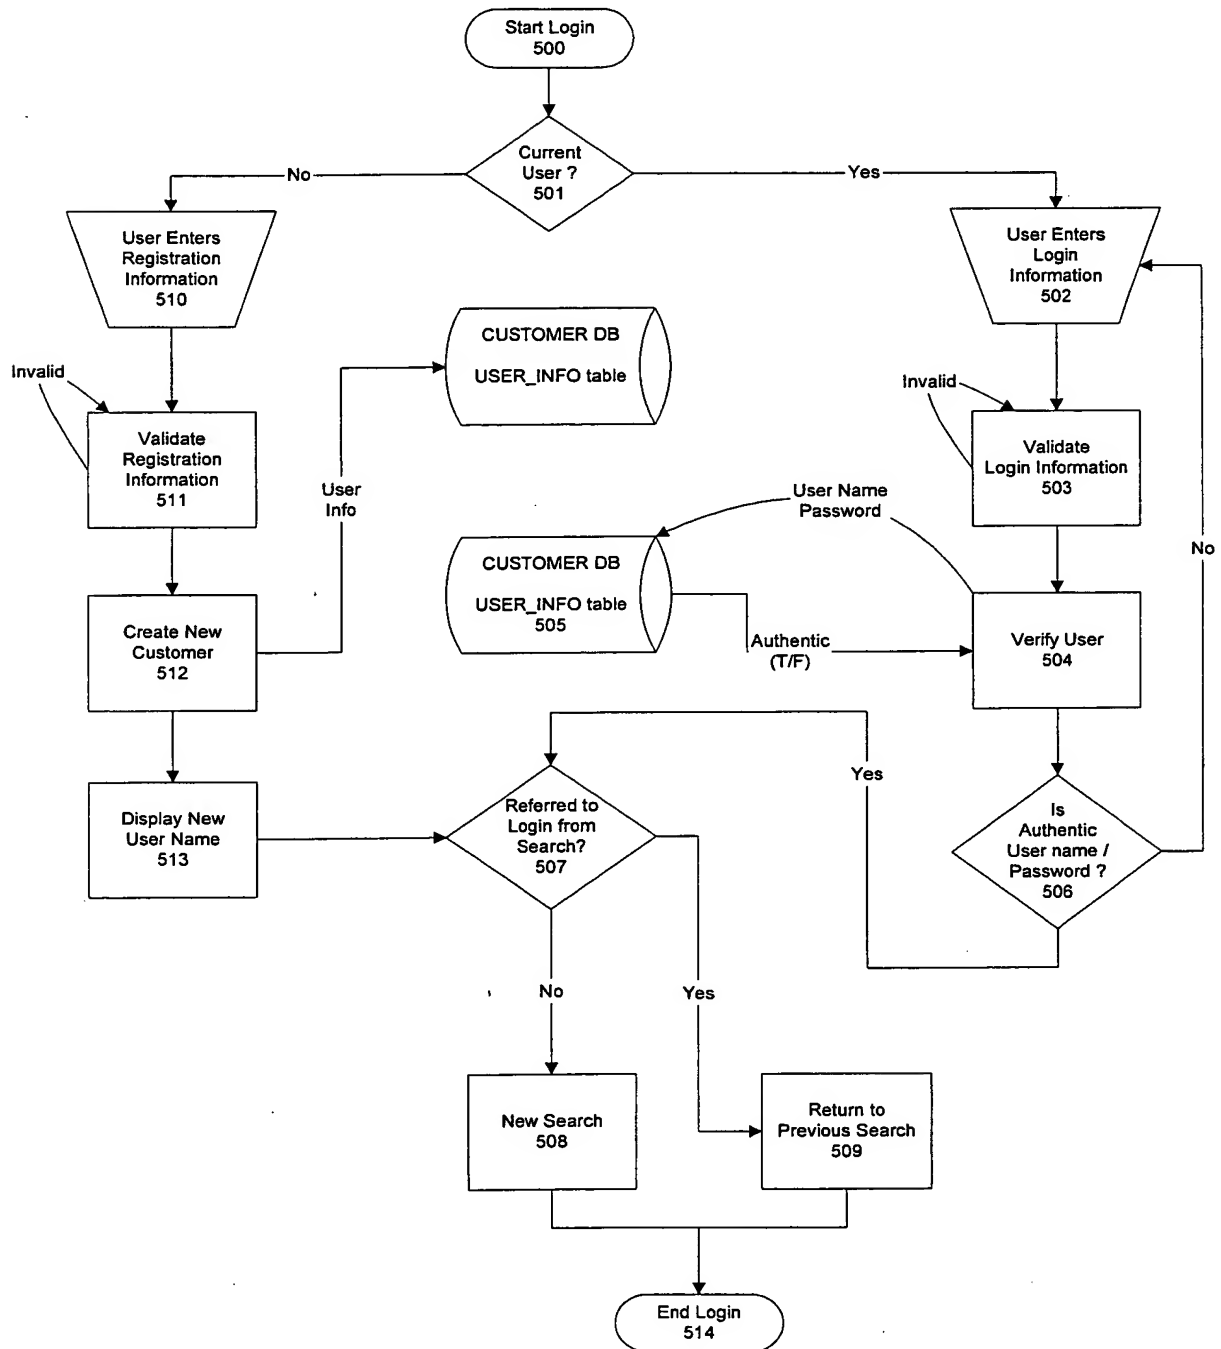 Start Login
500
Current
User ?
501
No
Yes
User Enters
Registration
Information
510
User Enters
Login
Information
502
CUSTOMER DB
USER_INFO table
Invalid
Invalid
Validate
Registration
Information
511
Validate
Login Information
503
User
Info
User Name
Password
No
CUSTOMER DB
USER_INFO table
505
Create New
Customer
512
Authentic
(T/F)
Verify User
504
Yes
Display New
User Name
513
Referred to
Login from
Search?
507
Is
Authentic
User name /
Password ?
506
No
Yes
New Search
508
Return to
Previous Search
509
End Login
514